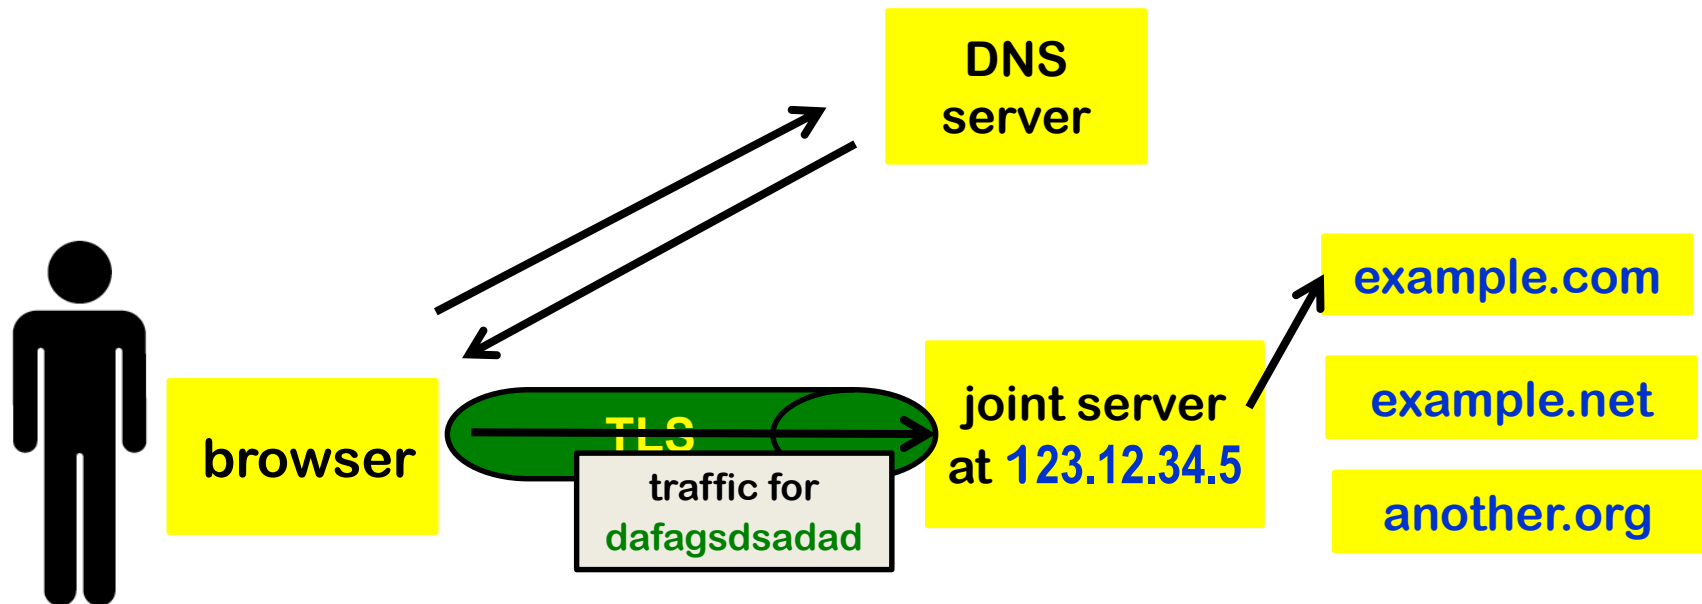 DNS
server
example.com
joint server
at 123.12.34.5
example.net
TLS
browser
traffic for
dafagsdsadad
another.org